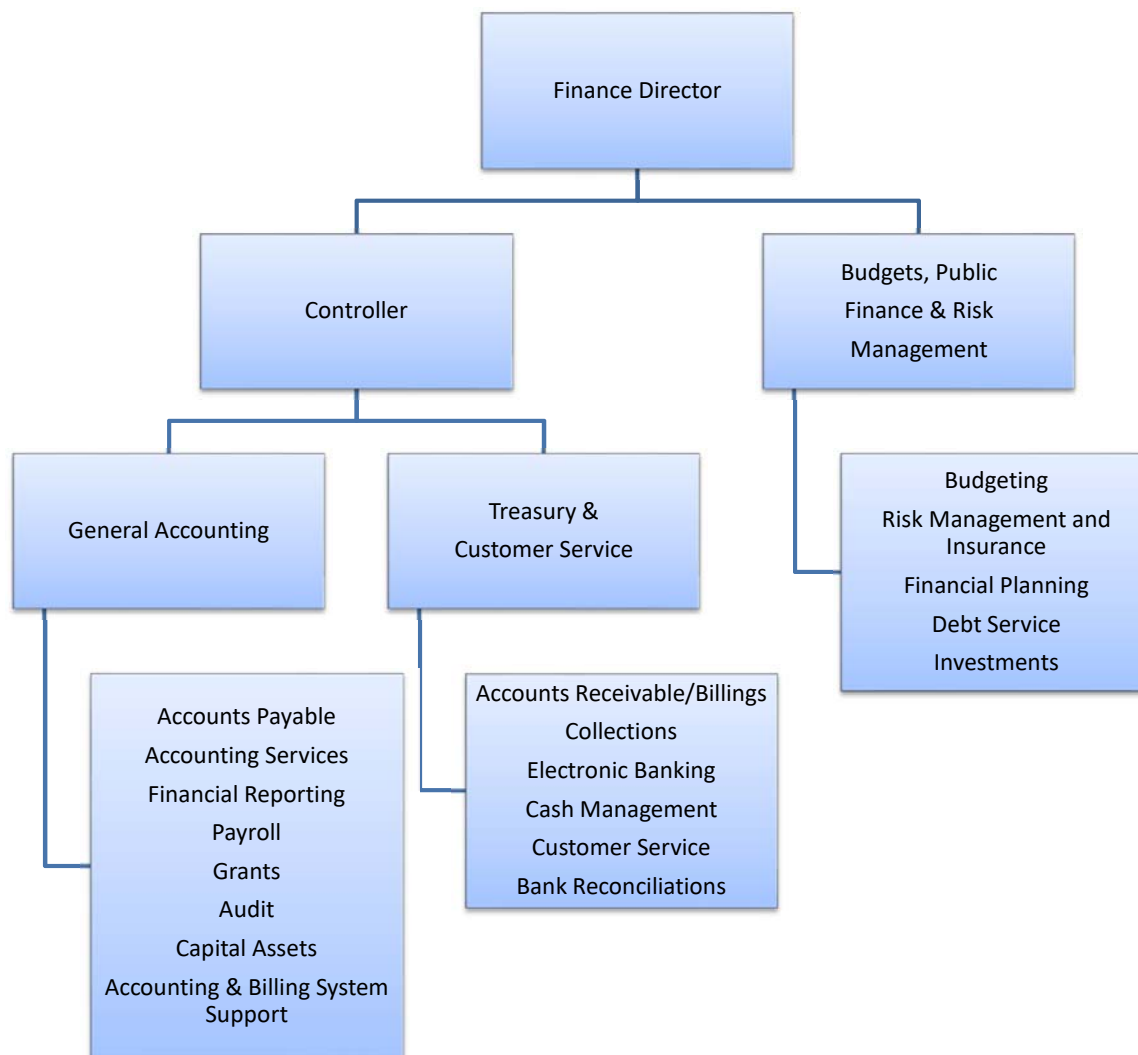 Finance Director
Controller
Budgets, Public
Finance & Risk
Management
General Accounting
Treasury &
Customer Service
Budgeting
Risk Management and
Insurance
Financial Planning
Debt Service
Investments
Accounts Payable
Accounting Services
Financial Reporting
Payroll
Grants
Audit
Capital Assets
Accounting & Billing System
Support
Accounts Receivable/Billings
Collections
Electronic Banking
Cash Management
Customer Service
Bank Reconciliations